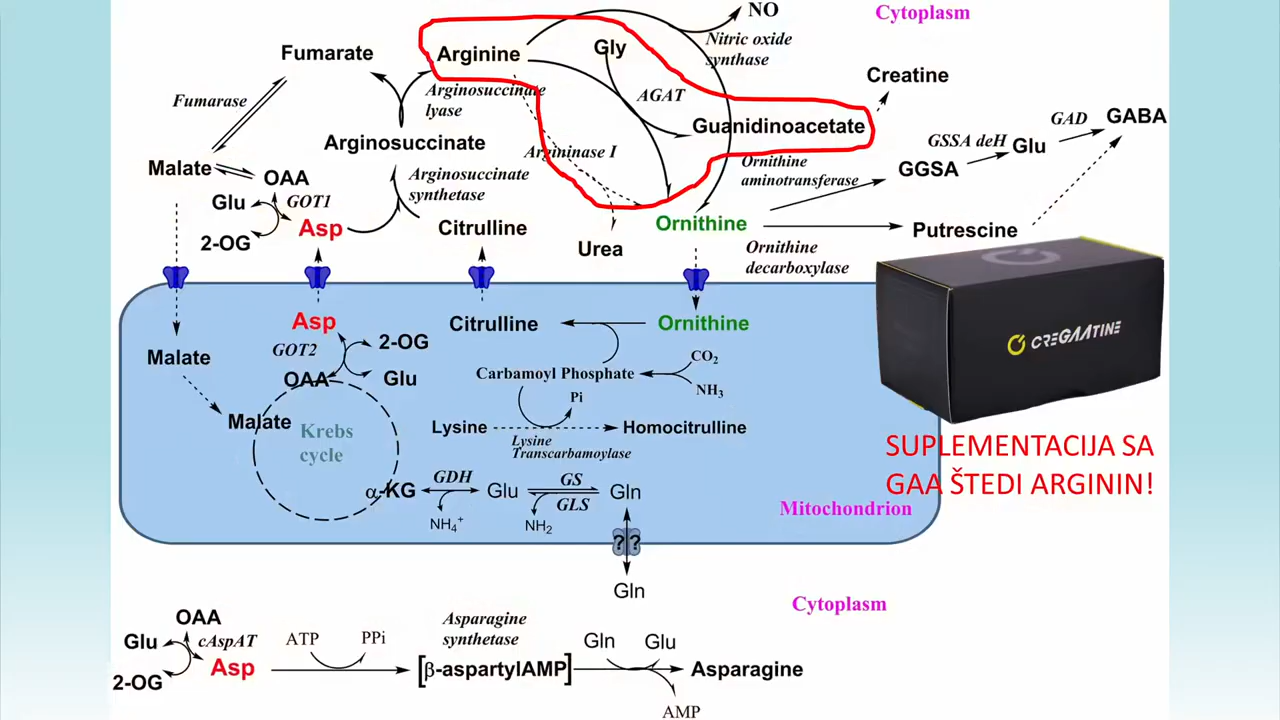 NO
Cytoplasm
Nitric oxide
synthase
Fumarate
Arginine
Gly
Creatine
Fumarase
Arginosuccinate
lyase
AGAT
Guanidinoacetate
GSSA deH
Glu
GAD
GABA
Arginosuccinate
Argininase I
Malate
OAA
Glu
GOT1
2-OG
Asp
Arginosuccinate
synthetase
Citrulline
Urea
Ornithine
Ornithine
aminotransferase
GGSA
Putrescine
Ornithine
decarboxylase
Asp
GOT2
2-OG
OAA
Glu
Citrulline
Ornithine
Malate
Carbamoyl Phosphate
CO2
NH3
Pi
CREGAATINE
Malate
Krebs
cycle
Lysine
Homocitrulline
Lysine
Transcarbamoylase
SUPLEMENTACIJA SA
GAA ŠTEDI ARGININ!
α-KG
GDH
NH4+
Glu
GS
GLS
NH2
Gln
Mitochondrion
? ?
Gln
Cytoplasm
OAA
Glu
cAspAT
2-OG
Asp
ATP
PPi
Asparagine
synthetase
[β-aspartylAMP]
Gln
Glu
AMP
Asparagine